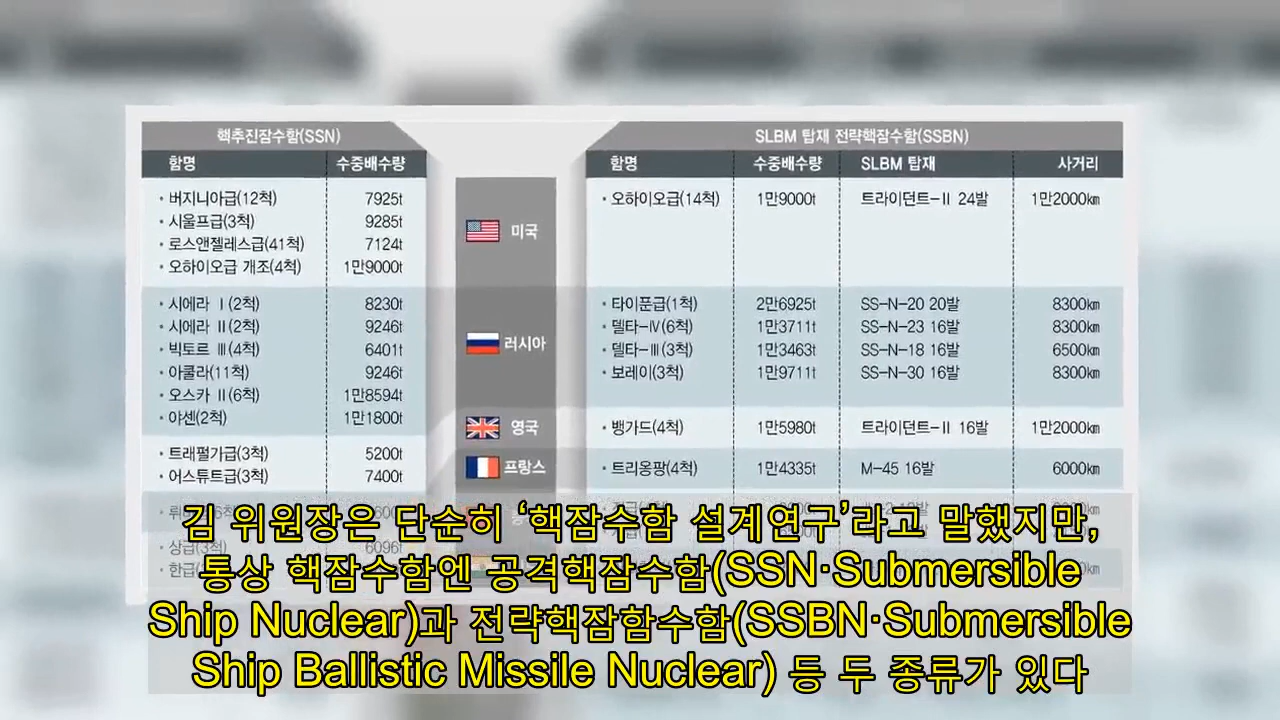 핵추진잠수함(SSN) SLBM 탑재 전략핵잠수함(SSBN)
함명 수중배수량 함명 수중배수량 SLBM 탑재 사거리
· 버지니아급(12척) 7925t · 오하이오급(14척) 1만9000t 트라이던트-Ⅱ 24발 1만2000㎞
· 시울프급(3척) 9285t
미국
· 로스앤젤레스급(41척) 7124t
· 오하이오급 개조(4척) 1만9000t
· 시에라 Ⅰ(2척) 8230t · 타이푼급(1척) 2만6925t SS-N-20 20발 8300㎞
· 시에라 Ⅱ(2척) 9246t · 델타-Ⅳ(6척) 1만3711t SS-N-23 16발 8300㎞
· 빅토르 Ⅲ(4척) 6401t 러시아 · 델타-Ⅲ(3척) 1만3463t SS-N-18 16발 6500㎞
· 아쿨라(11척) 9246t · 보레이(3척) 1만9711t SS-N-30 16발 8300㎞
· 오스카 Ⅱ(6척) 1만8594t
· 야센(2척) 1만1800t
영국 · 뱅가드(4척) 1만5980t 트라이던트-Ⅱ 16발 1만2000㎞
· 트래펄가급(3척) 5200t
· 어스튜트급(3척) 7400t
프랑스 · 트리옹팡(4척) 1만4335t M-45 16발 6000㎞
· 상급(3척) 6096t
· 한급
김 위원장은 단순히 ‘핵잠수함 설계연구’라고 말했지만,
통상 핵잠수함엔 공격핵잠수함(SSN·Submersible
Ship Nuclear)과 전략핵잠함수함(SSBN·Submersible
Ship Ballistic Missile Nuclear) 등 두 종류가 있다